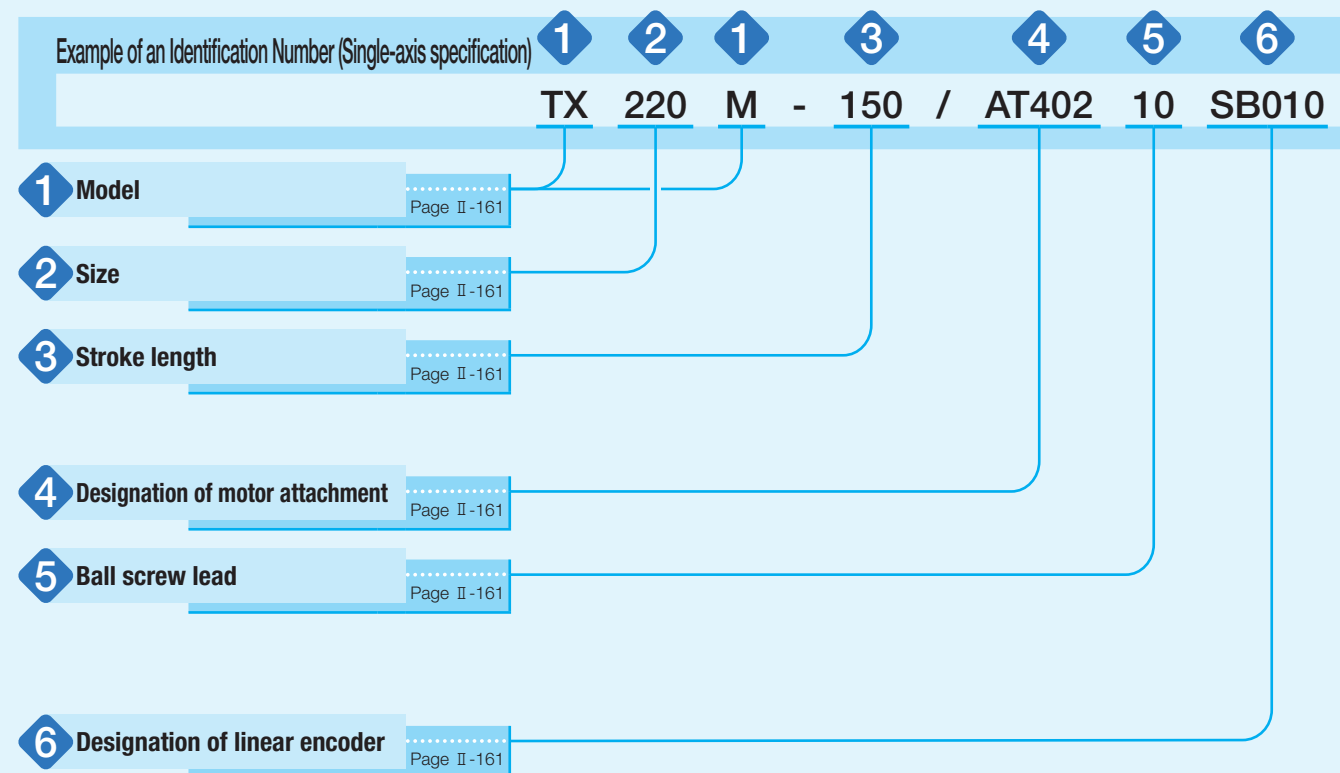 Example of an Identification Number (Single-axis specification) 1 2 1 3 4 5 6
TX 220 M - 150 / AT402 10 SB010
1 Model
Page Ⅱ-161
2 Size
Page Ⅱ-161
3 Stroke length
Page Ⅱ-161
4 Designation of motor attachment
Page Ⅱ-161
5 Ball screw lead
Page Ⅱ-161
6 Designation of linear encoder
Page Ⅱ-161